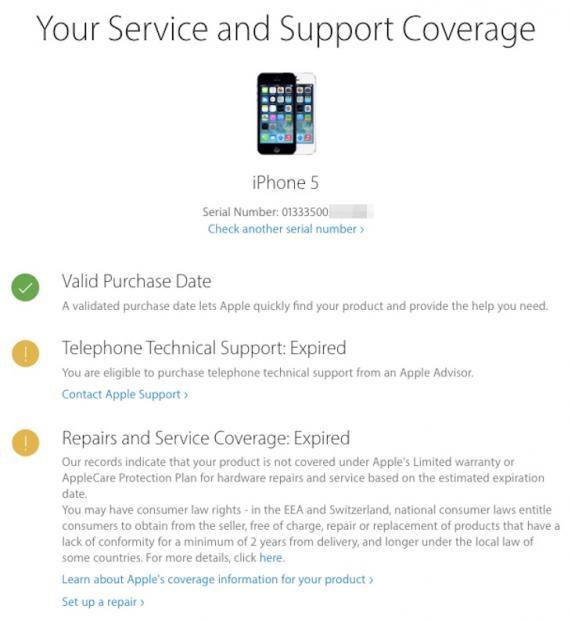 Your Service and Support Coverage
iPhone 5
Serial Number: 01333500
Check another serial number ›
Valid Purchase Date
A validated purchase date lets Apple quickly find your product and provide the help you need.
Telephone Technical Support: Expired
You are eligible to purchase telephone technical support from an Apple Advisor.
Contact Apple Support ›
Repairs and Service Coverage: Expired
Our records indicate that your product is not covered under Apple's Limited warranty or
AppleCare Protection Plan for hardware repairs and service based on the estimated expiration
date.
You may have consumer law rights - in the EEA and Switzerland, national consumer laws entitle
consumers to obtain from the seller, free of charge, repair or replacement of products that have a
lack of conformity for a minimum of 2 years from delivery, and longer under the local law of
some countries. For more details, click here.
Learn about Apple's coverage information for your product ›
Set up a repair ›